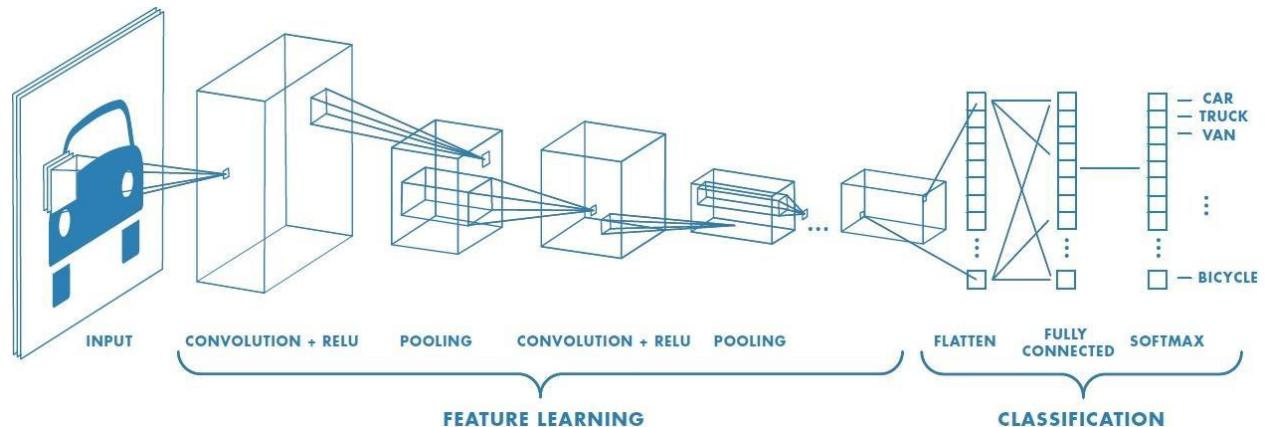 CAR
TRUCK
VAN
BICYCLE
INPUT
CONVOLUTION + RELU
POOLING
CONVOLUTION + RELU
POOLING
FLATTEN
FULLY
CONNECTED
SOFTMAX
FEATURE LEARNING
CLASSIFICATION